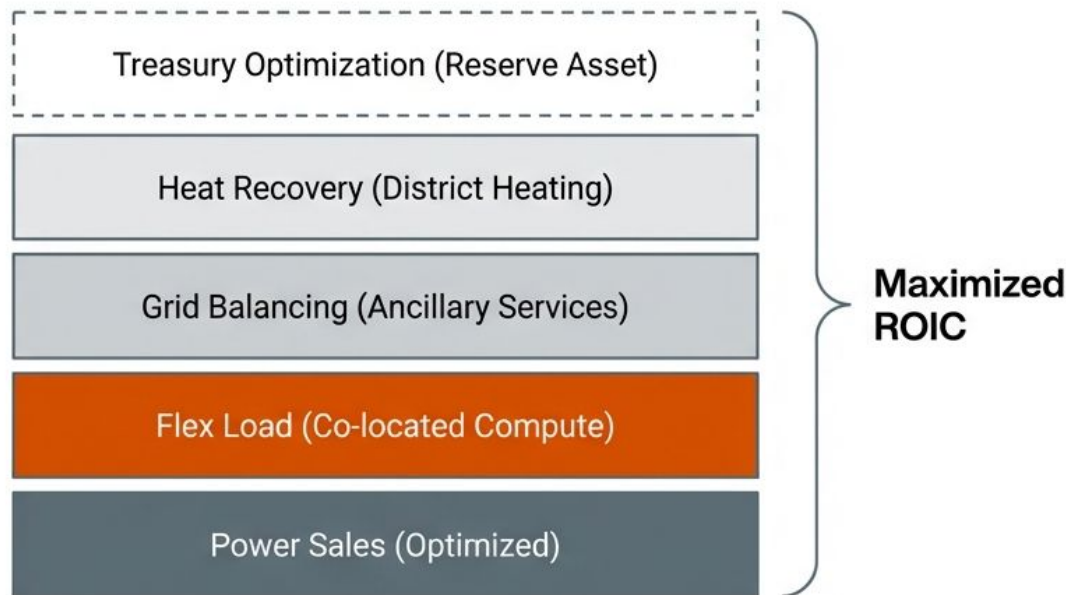 Treasury Optimization (Reserve Asset)
Heat Recovery (District Heating)
Grid Balancing (Ancillary Services)
Flex Load (Co-located Compute)
Power Sales (Optimized)
Maximized
ROIC